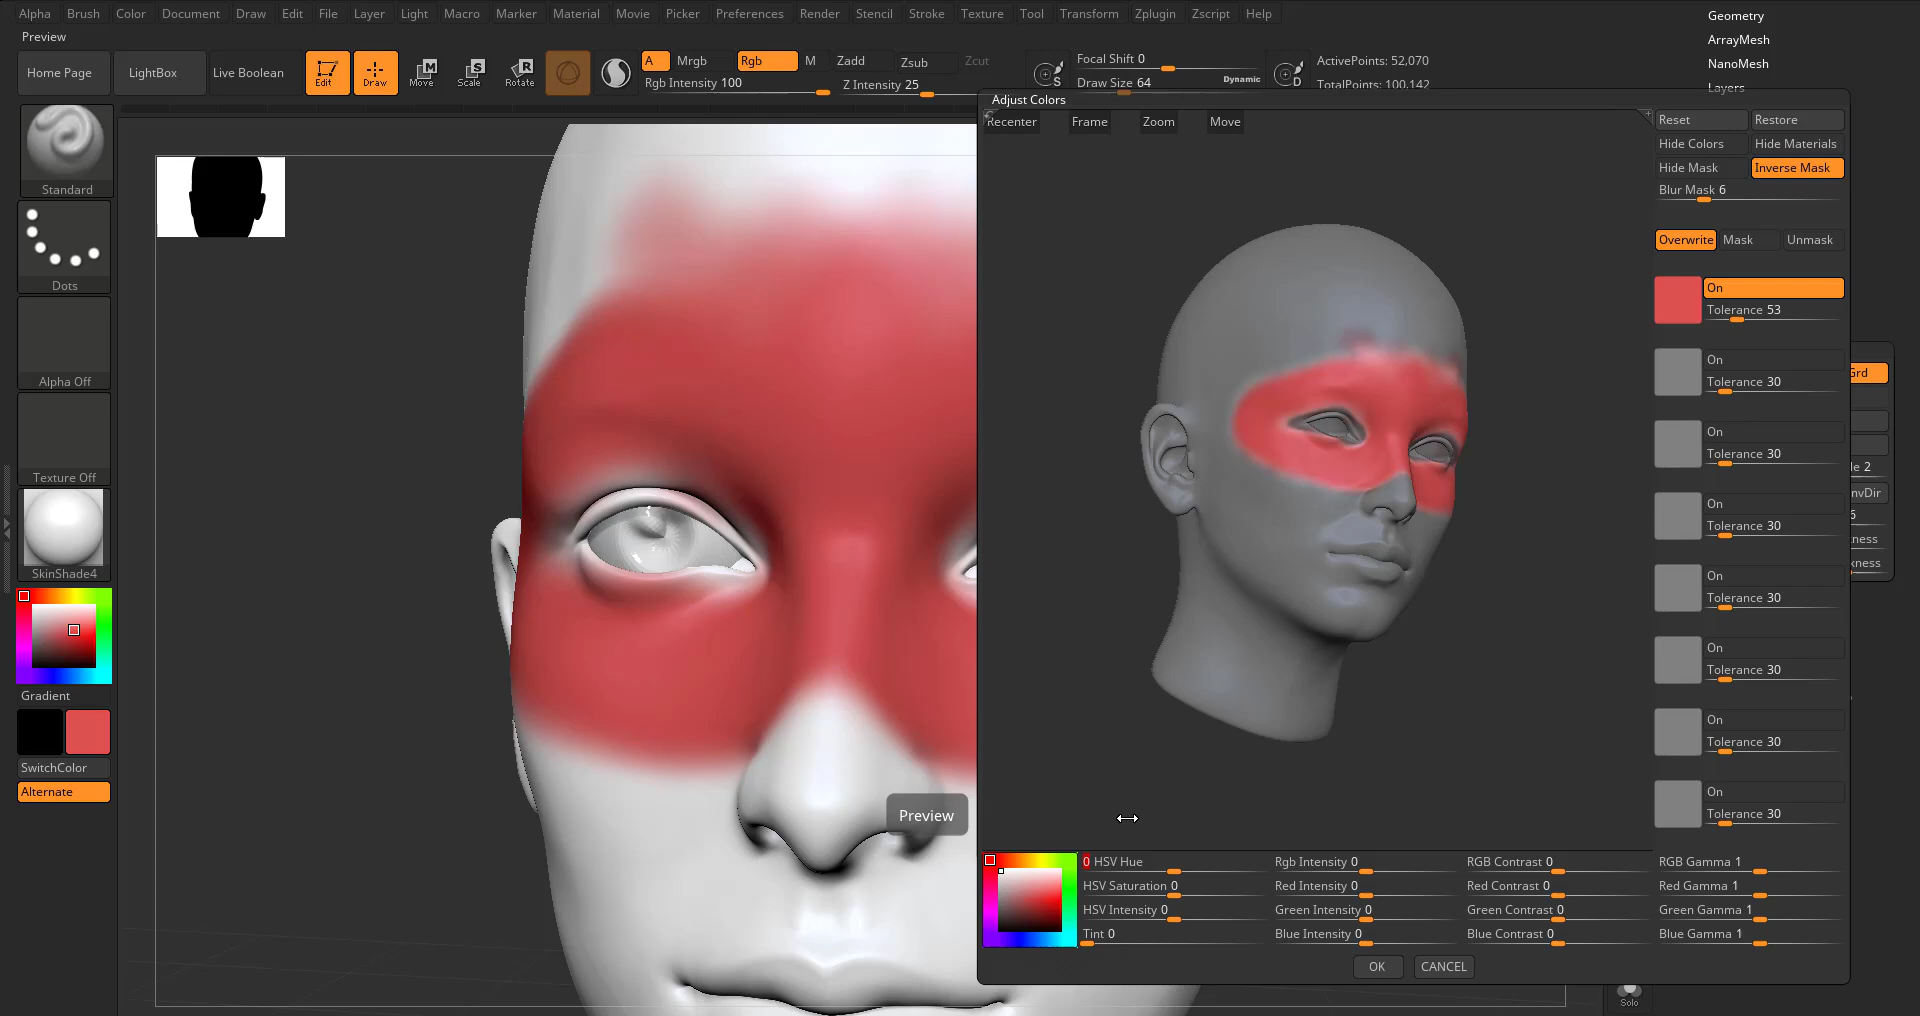 Alpha Brush Color Document Draw Edit File Layer Light Macro Marker Material Movie Picker Preferences Render Stencil Stroke Texture Tool Transform Zplugin Zscript Help
Preview
Geometry
ArrayMesh
NanoMesh
Layers
Home Page
LightBox
Live Boolean
Edit
Draw
M
Move
S
Scale
R
Rotate
A Mrgb Rgb M Zadd Zsub Zcut
Rgb Intensity 100
Z Intensity 25
S
Focal Shift 0
Draw Size 64
Dynamic
D
ActivePoints: 52,070
TotalPoints: 100,142
Standard
Dots
Alpha Off
Texture Off
SkinShade4
Gradient
SwitchColor
Alternate
Preview
Adjust Colors
Recenter Frame Zoom Move
Reset Restore
Hide Colors Hide Materials
Hide Mask Inverse Mask
Blur Mask 6
Overwrite Mask Unmask
On
Tolerance 53
On
Tolerance 30
On
Tolerance 30
On
Tolerance 30
On
Tolerance 30
On
Tolerance 30
On
Tolerance 30
On
Tolerance 30
0 HSV Hue Rgb Intensity 0 RGB Contrast 0 RGB Gamma 1
HSV Saturation 0 Red Intensity 0 Red Contrast 0 Red Gamma 1
HSV Intensity 0 Green Intensity 0 Green Contrast 0 Green Gamma 1
Tint 0 Blue Intensity 0 Blue Contrast 0 Blue Gamma 1
OK CANCEL
Grd
le 2
nvDir
6
ness
kness
Solo